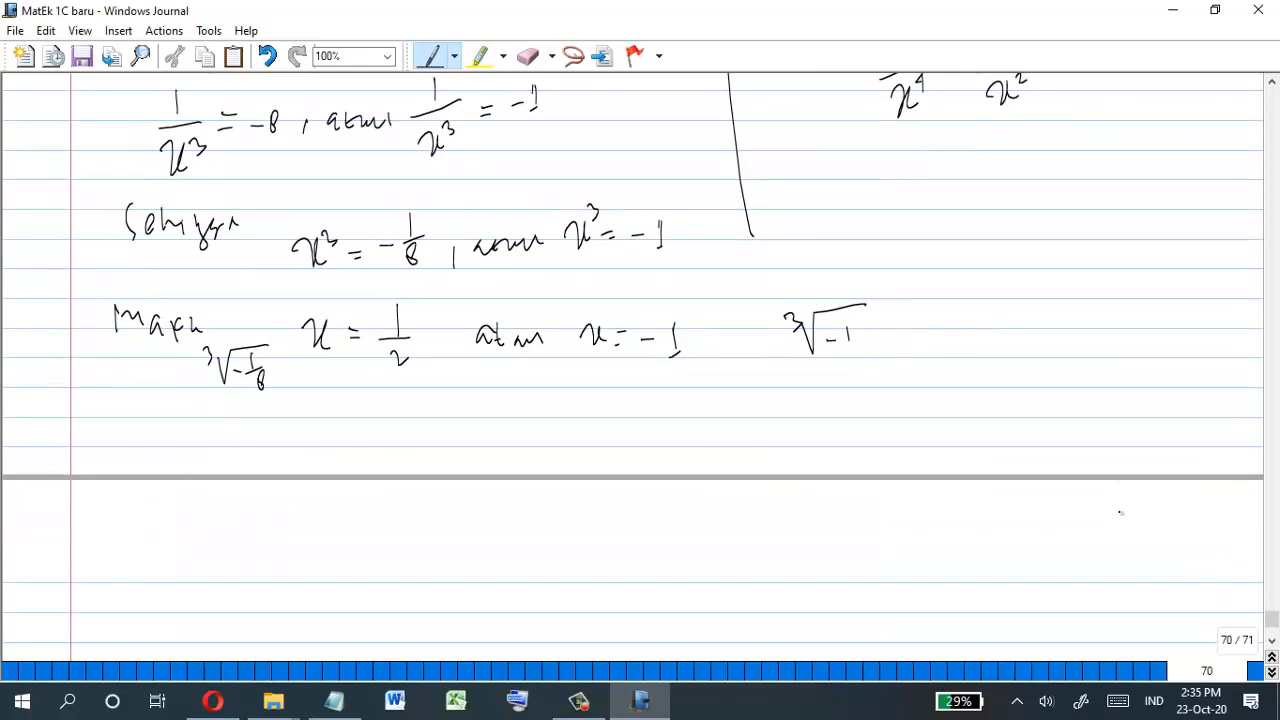 MatEk 1C baru - Windows Journal
File Edit View Insert Actions Tools Help
100%
1/x³ = -8, atau 1/x³ = -1
x⁴ x²
Sehingga x³ = -1/8, atau x³ = -1
Maka x = 1/2 atau x = -1
∛(-1/8) ∛-1
70 / 71
70
29%
IND
2:35 PM
23-Oct-20